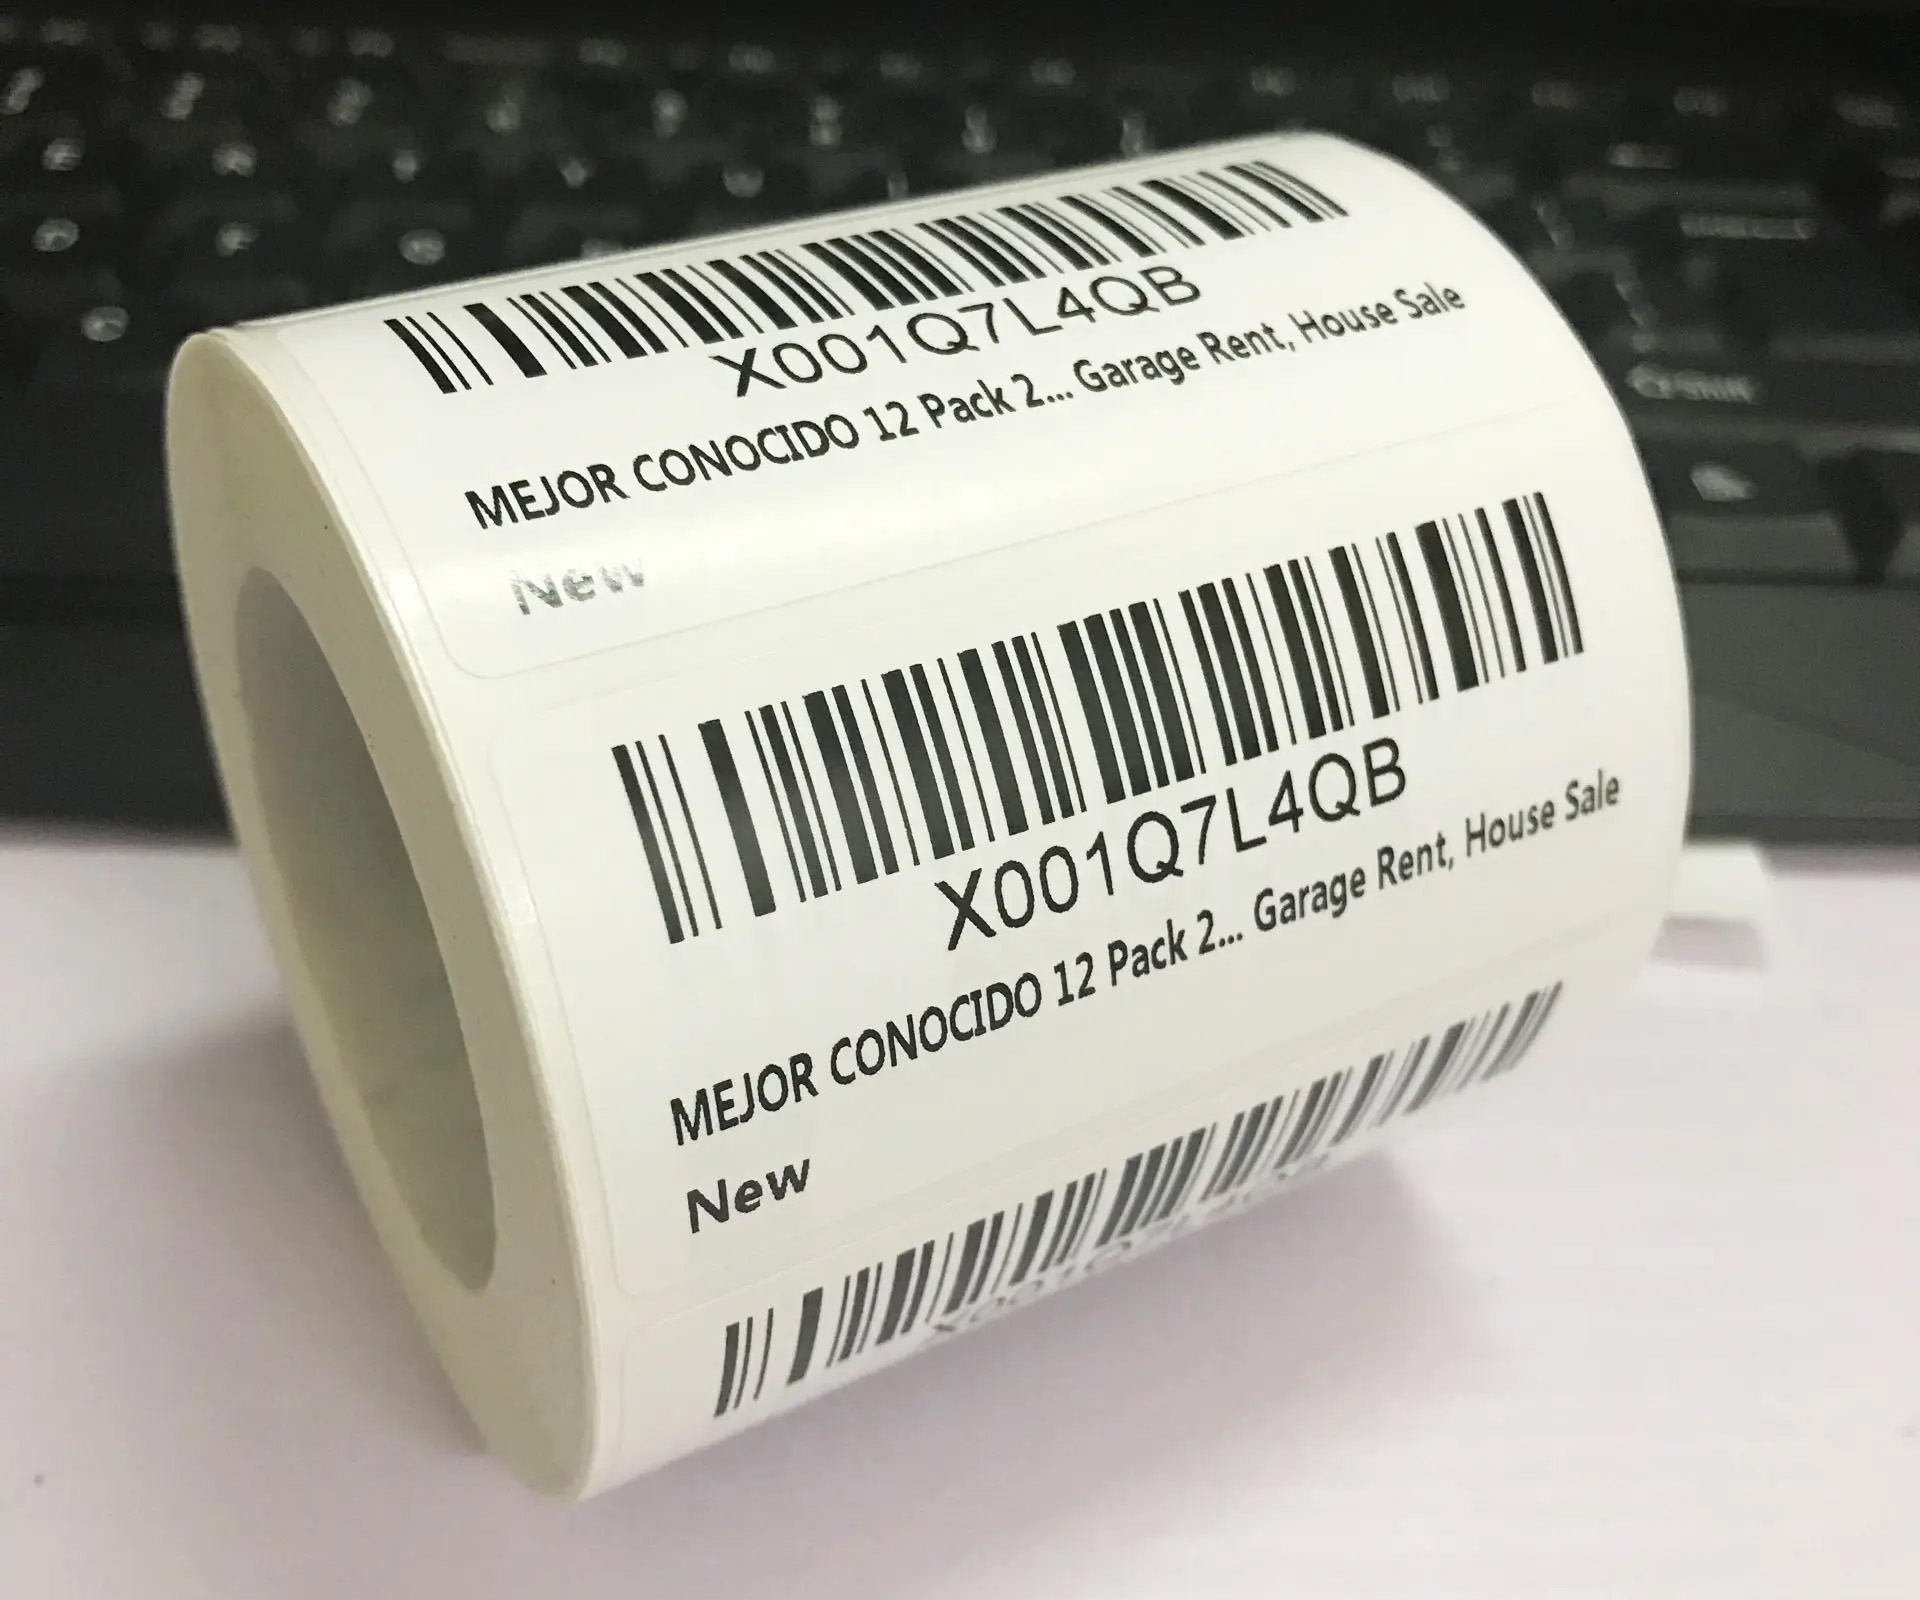 X001Q7L4QB
MEJOR CONOCIDO 12 Pack 2... Garage Rent, House Sale
New
X001Q7L4QB
MEJOR CONOCIDO 12 Pack 2... Garage Rent, House Sale
New